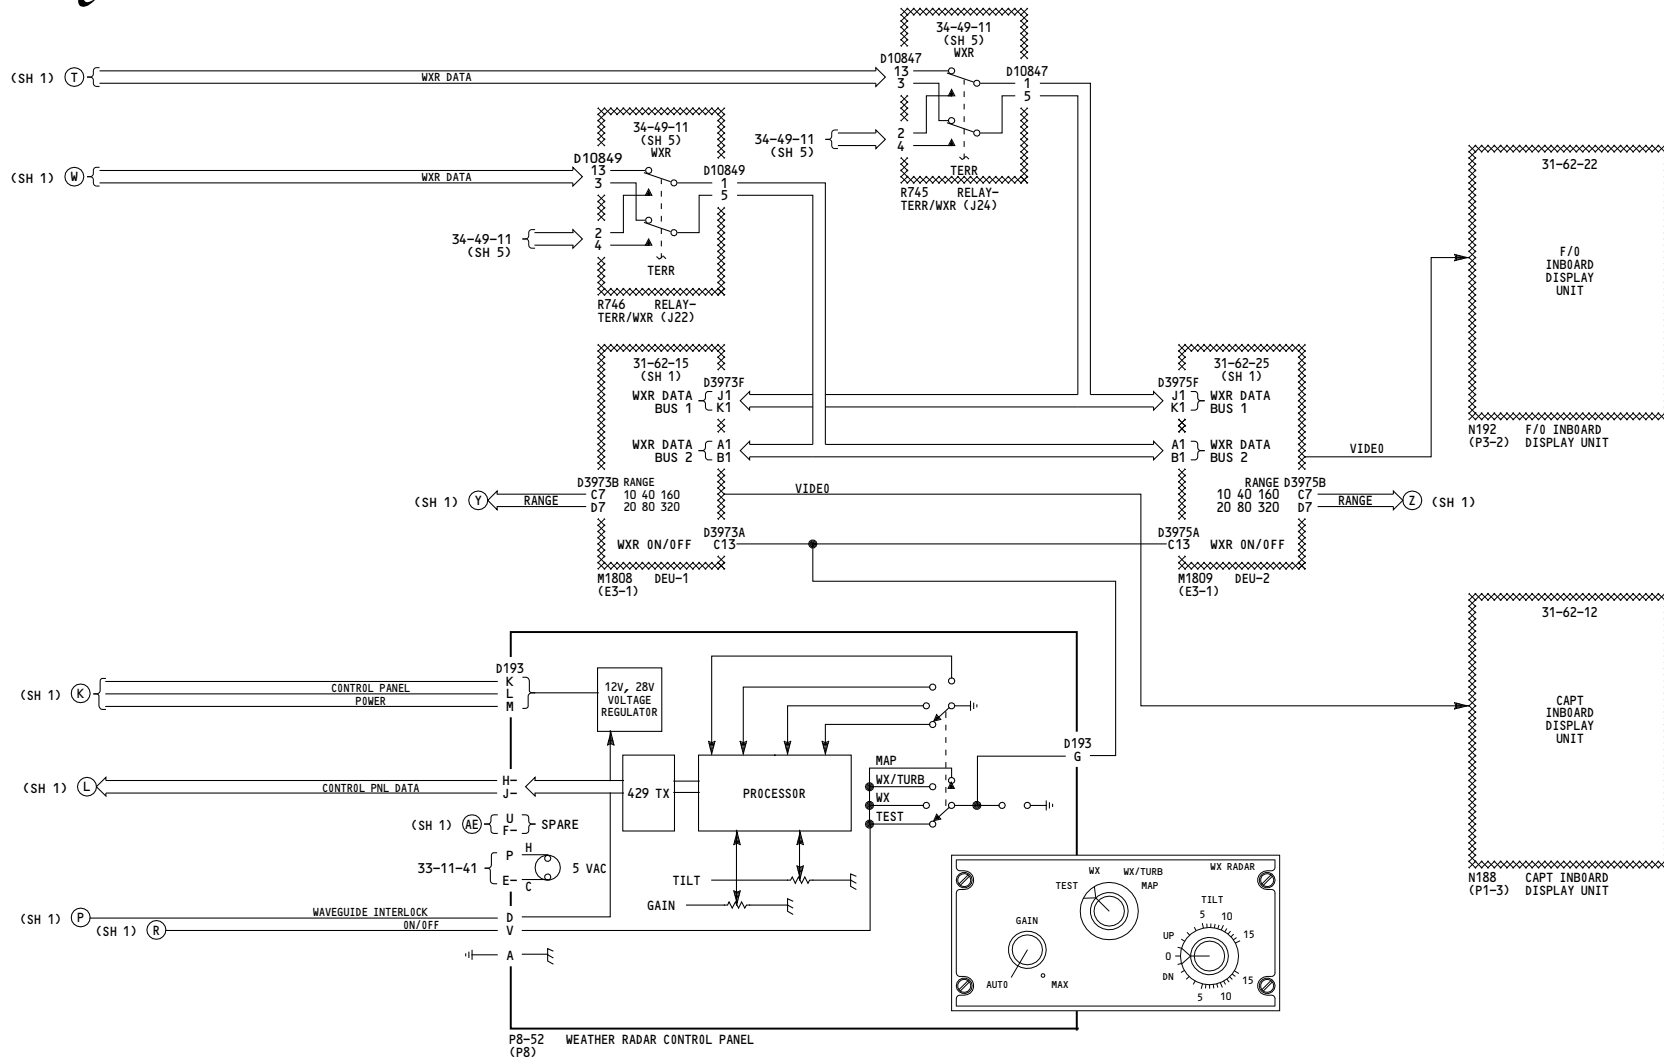 34-49-11
(SH 5)
WXR
D10847
13
3
D10847
1
5
(SH 1) T
WXR DATA
34-49-11
(SH 5)
2
4
TERR
R745 RELAY-
TERR/WXR (J24)
34-49-11
(SH 5)
WXR
D10849
13
3
D10849
1
5
(SH 1) W
WXR DATA
34-49-11
(SH 5)
2
4
TERR
R746 RELAY-
TERR/WXR (J22)
31-62-22
F/O
INBOARD
DISPLAY
UNIT
N192 F/O INBOARD
(P3-2) DISPLAY UNIT
31-62-15
(SH 1)
D3973F
WXR DATA
BUS 1
J1
K1
WXR DATA
BUS 2
A1
B1
D3973B
RANGE
C7 10 40 160
D7 20 80 320
(SH 1) Y
RANGE
VIDEO
D3973A
WXR ON/OFF C13
M1808 DEU-1
(E3-1)
31-62-25
(SH 1)
D3975F
J1
K1
WXR DATA
BUS 1
A1
B1
WXR DATA
BUS 2
VIDEO
RANGE D3975B
10 40 160 C7
20 80 320 D7
RANGE
Z (SH 1)
D3975A
C13 WXR ON/OFF
M1809 DEU-2
(E3-1)
31-62-12
CAPT
INBOARD
DISPLAY
UNIT
N188 CAPT INBOARD
(P1-3) DISPLAY UNIT
D193
(SH 1) K
CONTROL PANEL
POWER
K
L
M
12V, 28V
VOLTAGE
REGULATOR
D193
G
(SH 1) L
CONTROL PNL DATA
H-
J-
429 TX
PROCESSOR
MAP
WX/TURB
WX
TEST
(SH 1) AE
U
F-
SPARE
33-11-41
P
E-
H
C
5 VAC
TILT
GAIN
(SH 1) P
WAVEGUIDE INTERLOCK
D
(SH 1) R
ON/OFF
V
A
P8-52 WEATHER RADAR CONTROL PANEL
(P8)
WX RADAR
TEST
WX
WX/TURB
MAP
GAIN
AUTO
MAX
TILT
UP
0
DN
5
10
15
15
10
5